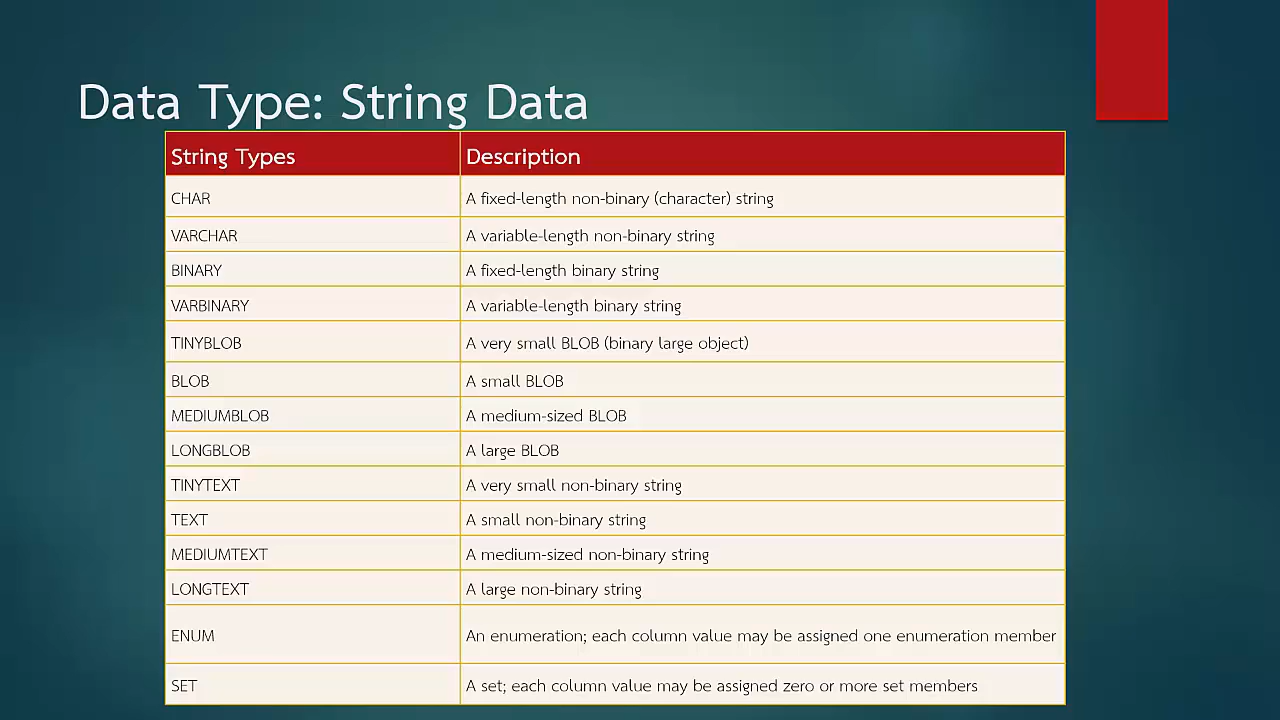 Data Type: String Data
String Types Description
CHAR A fixed-length non-binary (character) string
VARCHAR A variable-length non-binary string
BINARY A fixed-length binary string
VARBINARY A variable-length binary string
TINYBLOB A very small BLOB (binary large object)
BLOB A small BLOB
MEDIUMBLOB A medium-sized BLOB
LONGBLOB A large BLOB
TINYTEXT A very small non-binary string
TEXT A small non-binary string
MEDIUMTEXT A medium-sized non-binary string
LONGTEXT A large non-binary string
ENUM An enumeration; each column value may be assigned one enumeration member
SET A set; each column value may be assigned zero or more set members